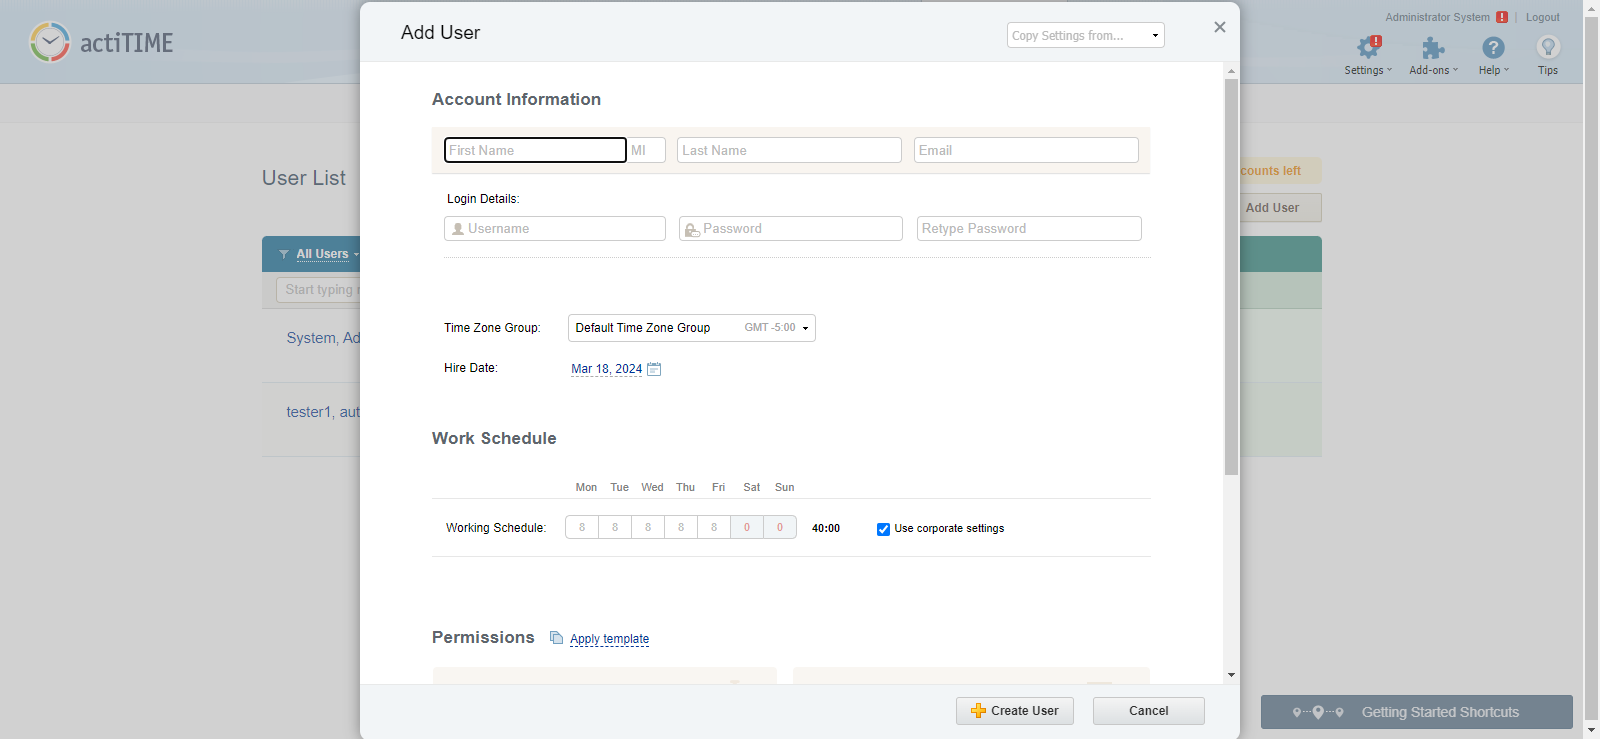 actiTIME
Administrator System ! | Logout
Settings
Add-ons
Help
Tips
User List
counts left
Add User
All Users
Start typing
System, Ad
tester1, aut
Add User
Copy Settings from...
Account Information
First Name
MI
Last Name
Email
Login Details:
Username
Password
Retype Password
Time Zone Group:
Default Time Zone Group GMT -5:00
Hire Date:
Mar 18, 2024
Work Schedule
Mon Tue Wed Thu Fri Sat Sun
Working Schedule: 8 8 8 8 8 0 0 40:00 Use corporate settings
Permissions Apply template
Create User
Cancel
Getting Started Shortcuts